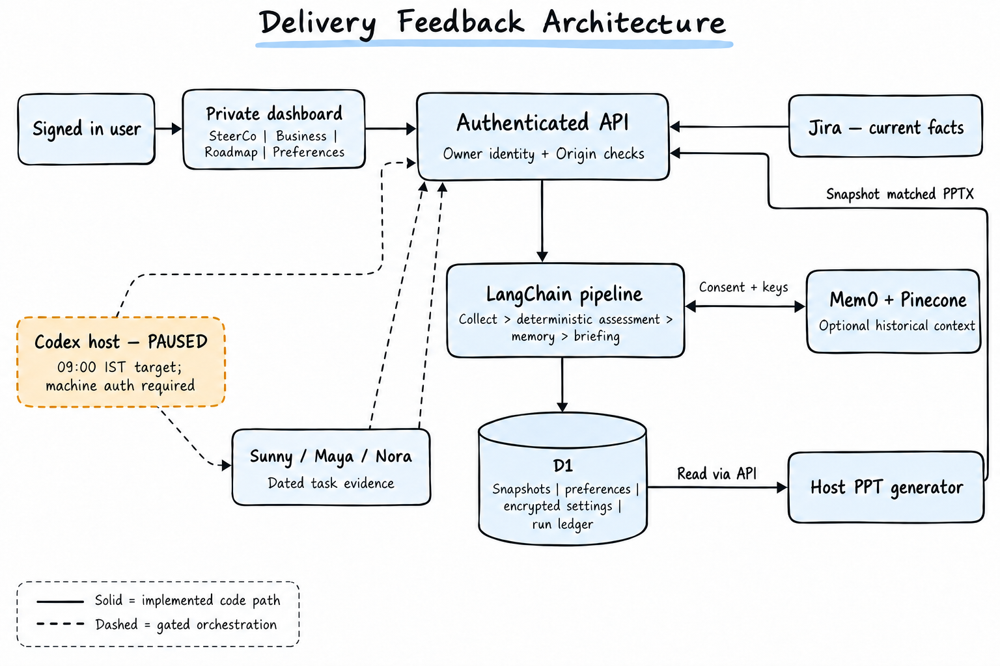 Delivery Feedback Architecture
Signed in user
Private dashboard
SteerCo | Business |
Roadmap | Preferences
Authenticated API
Owner identity + Origin checks
Jira — current facts
Snapshot matched PPTX
LangChain pipeline
Collect > deterministic assessment >
memory > briefing
Consent + keys
Mem0 + Pinecone
Optional historical context
Codex host — PAUSED
09:00 IST target;
machine auth required
Sunny / Maya / Nora
Dated task evidence
D1
Snapshots | preferences |
encrypted settings |
run ledger
Read via API
Host PPT generator
Solid = implemented code path
Dashed = gated orchestration